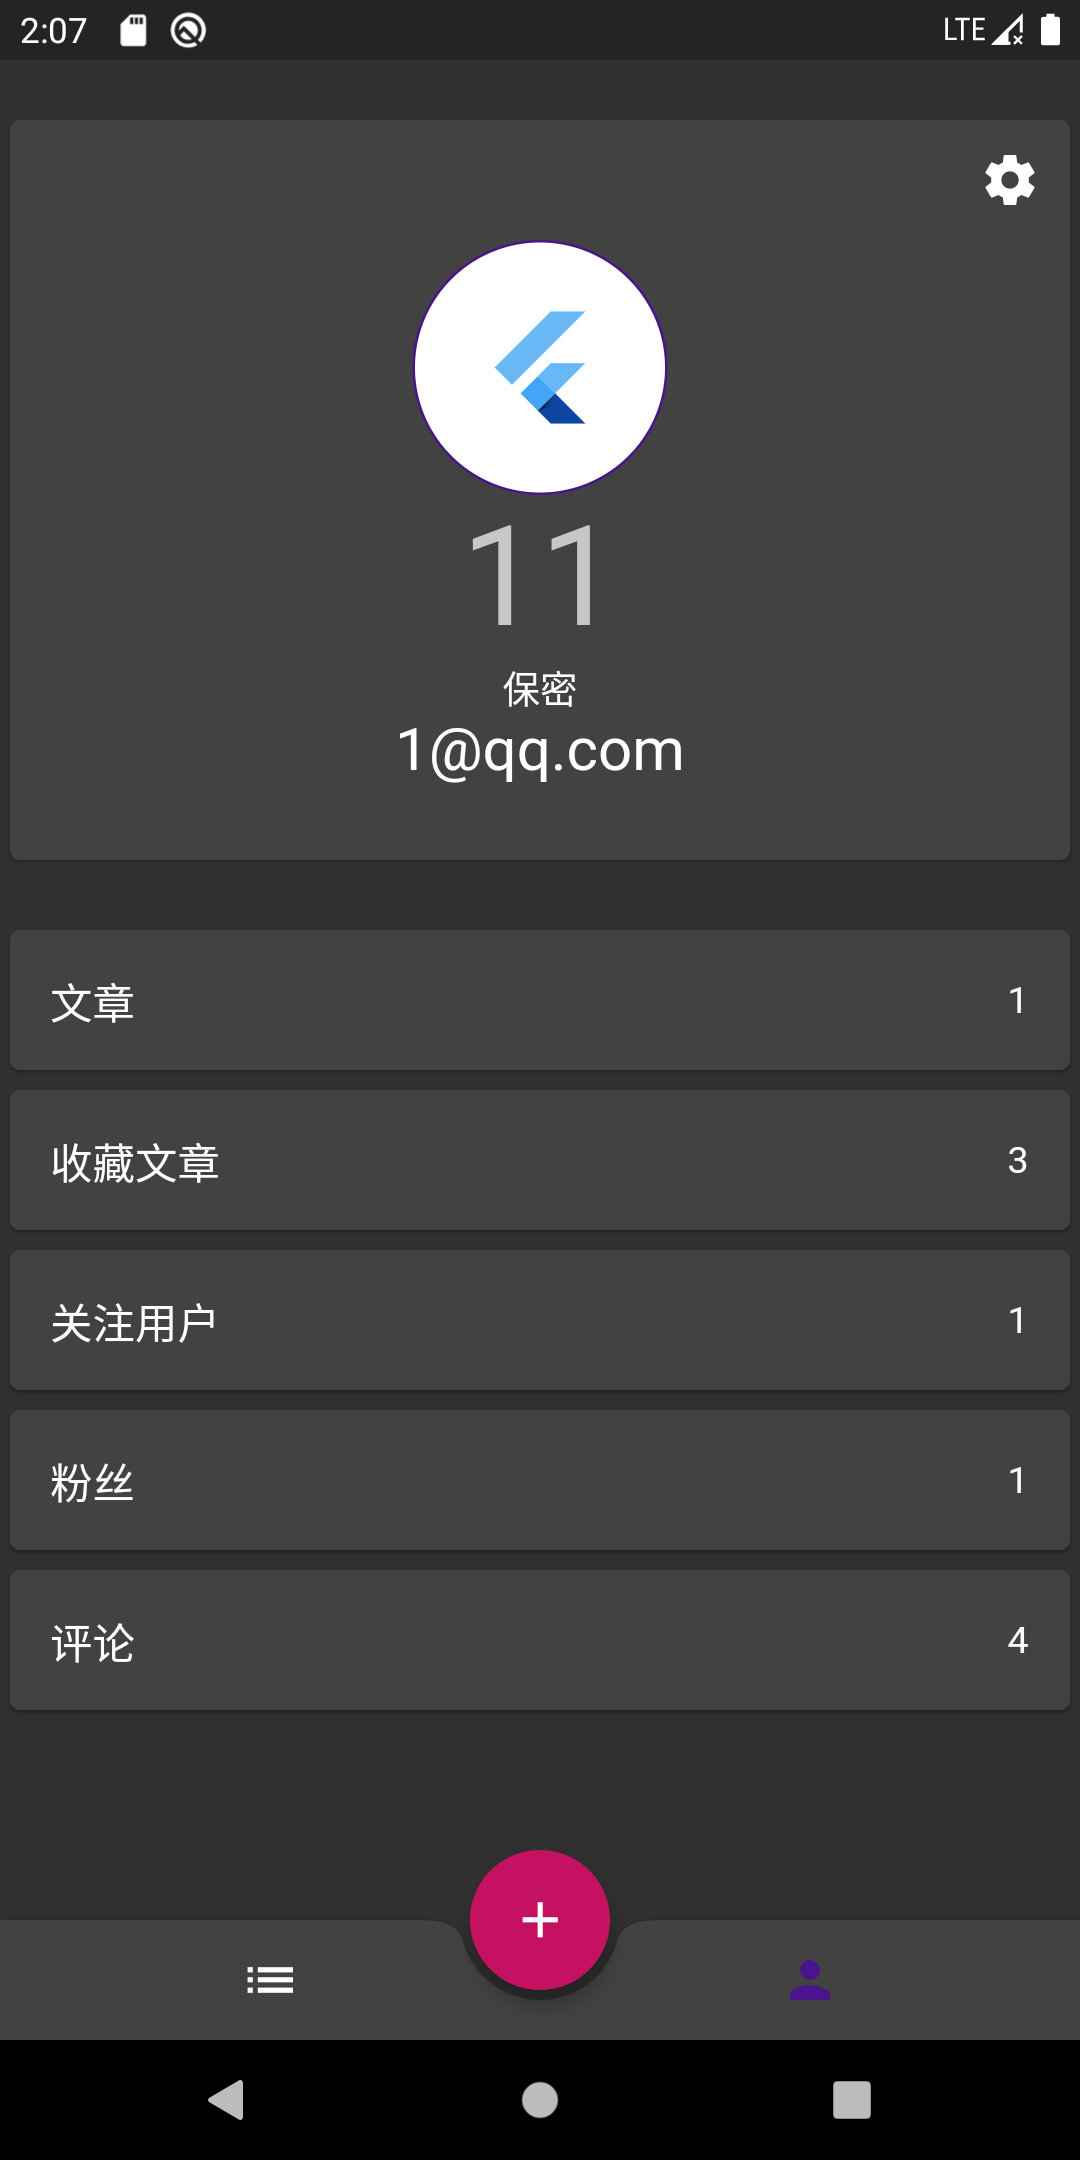 2:07 LTE
11
保密
1@qq.com
文章 1
收藏文章 3
关注用户 1
粉丝 1
评论 4